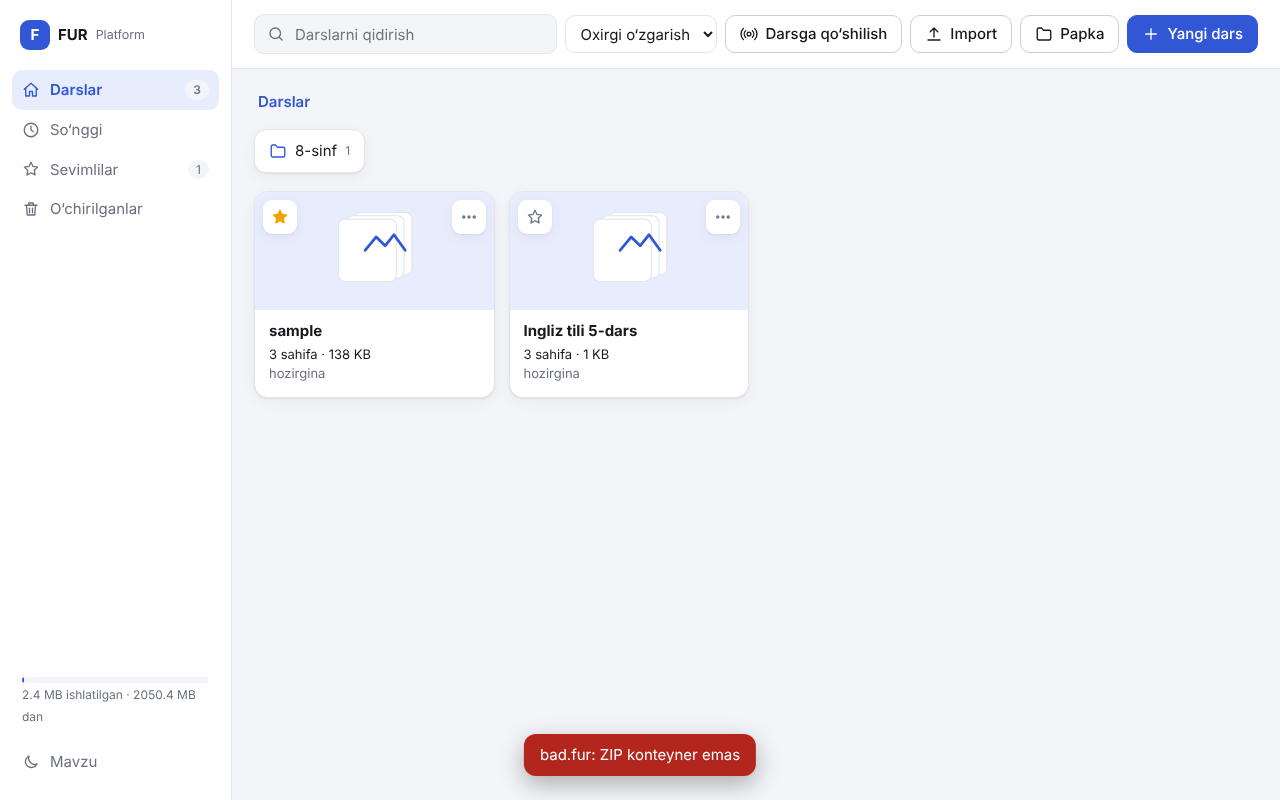 F FUR Platform
Darslar 3
So‘nggi
Sevimlilar 1
O‘chirilganlar
2.4 MB ishlatilgan · 2050.4 MB
dan
Mavzu
Darslarni qidirish
Oxirgi o‘zgarish
Darsga qo‘shilish
Import
Papka
Yangi dars
Darslar
8-sinf 1
sample
3 sahifa · 138 KB
hozirgina
Ingliz tili 5-dars
3 sahifa · 1 KB
hozirgina
bad.fur: ZIP konteyner emas